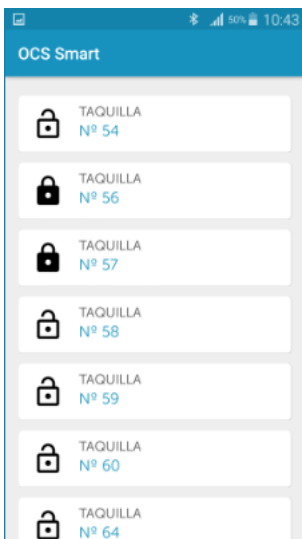 50% 10:43
OCS Smart
TAQUILLA
Nº 54
TAQUILLA
Nº 56
TAQUILLA
Nº 57
TAQUILLA
Nº 58
TAQUILLA
Nº 59
TAQUILLA
Nº 60
TAQUILLA
Nº 64